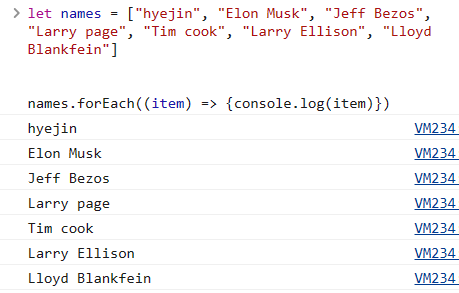 > let names = ["hyejin", "Elon Musk", "Jeff Bezos",
"Larry page", "Tim cook", "Larry Ellison", "Lloyd
Blankfein"]
names.forEach((item) => {console.log(item)})
hyejin VM234
Elon Musk VM234
Jeff Bezos VM234
Larry page VM234
Tim cook VM234
Larry Ellison VM234
Lloyd Blankfein VM234